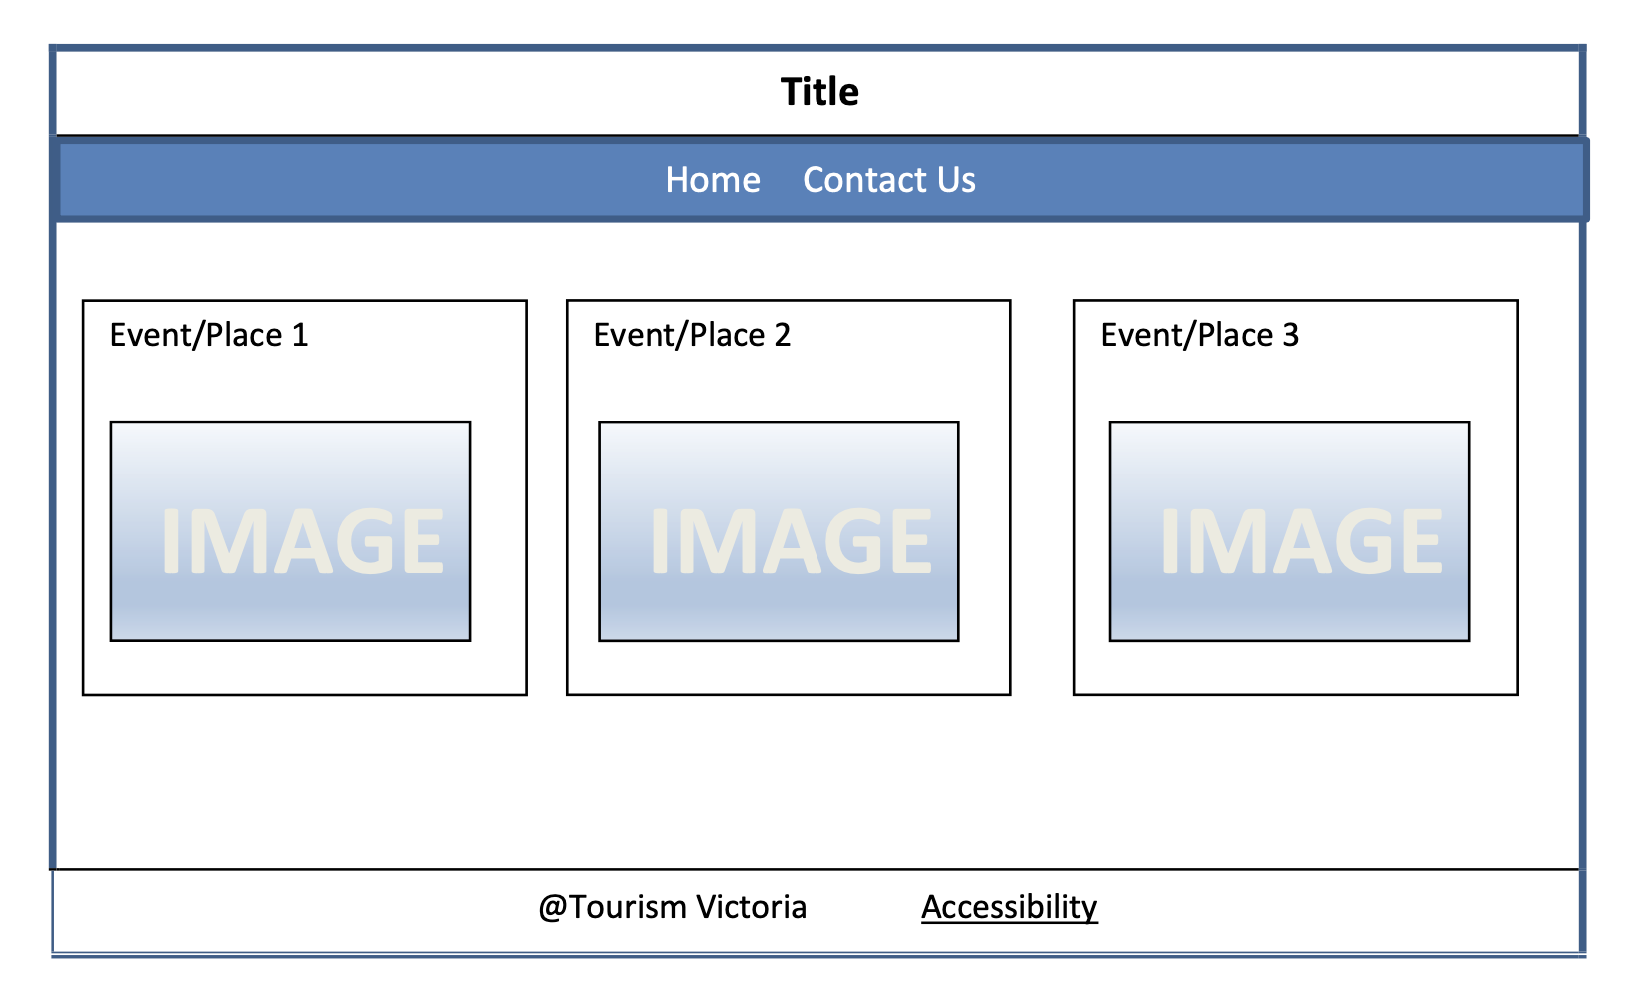 Title
Home Contact Us
Event/Place 1
Event/Place 2
Event/Place 3
IMAGE
IMAGE
IMAGE
@Tourism Victoria Accessibility